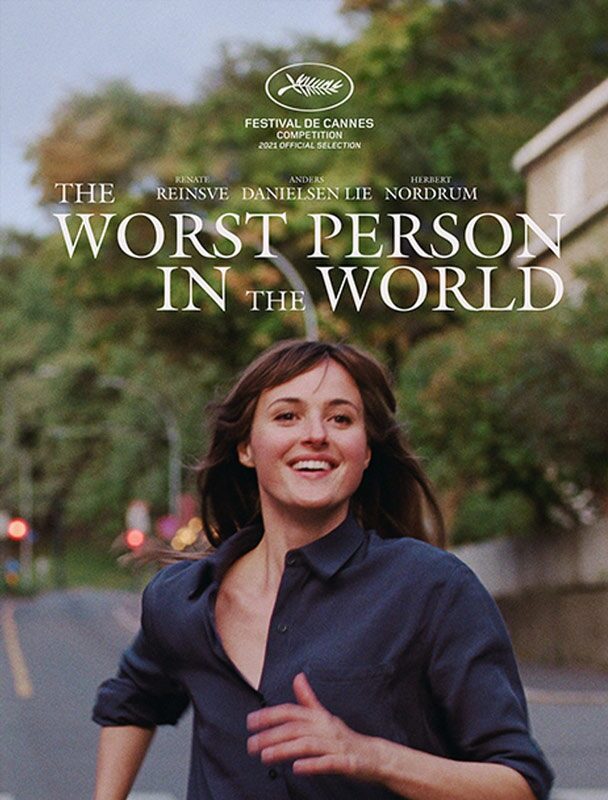 FESTIVAL DE CANNES
COMPETITION
2021 OFFICIAL SELECTION
RENATE REINSVE
ANDERS DANIELSEN LIE
HERBERT NORDRUM
THE
WORST PERSON
IN THE WORLD